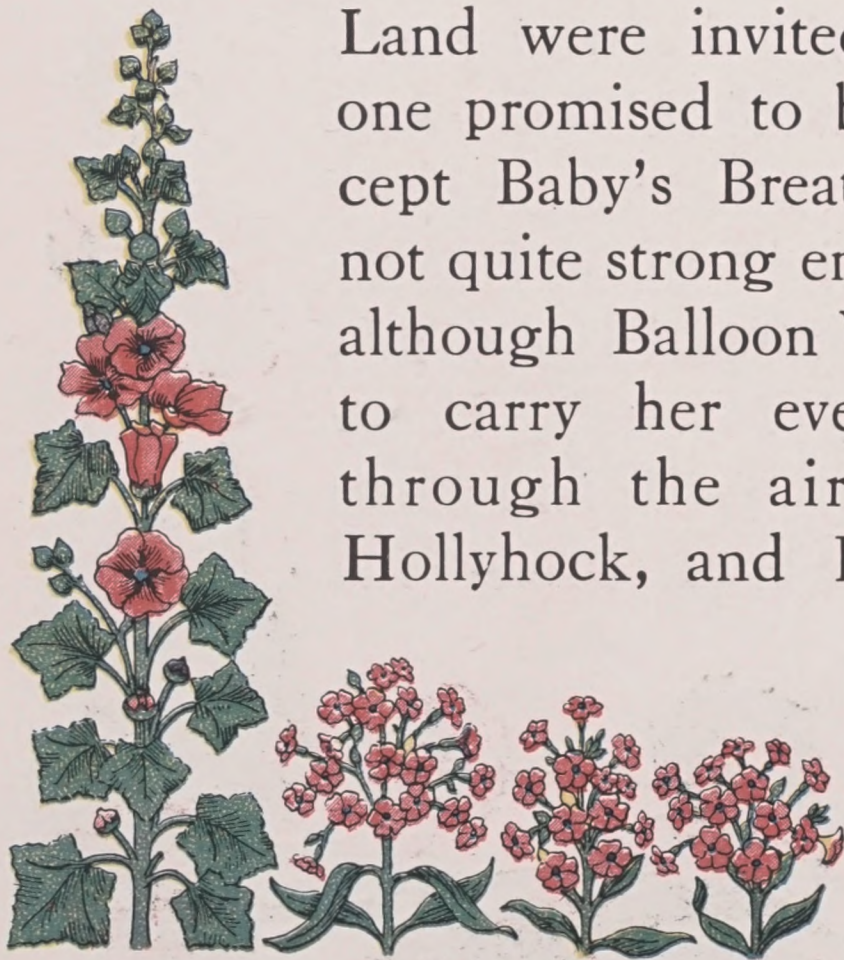 Land were invited
one promised to
cept Baby's
not quite strong
although Balloon
to carry her
through the air
Hollyhock, and